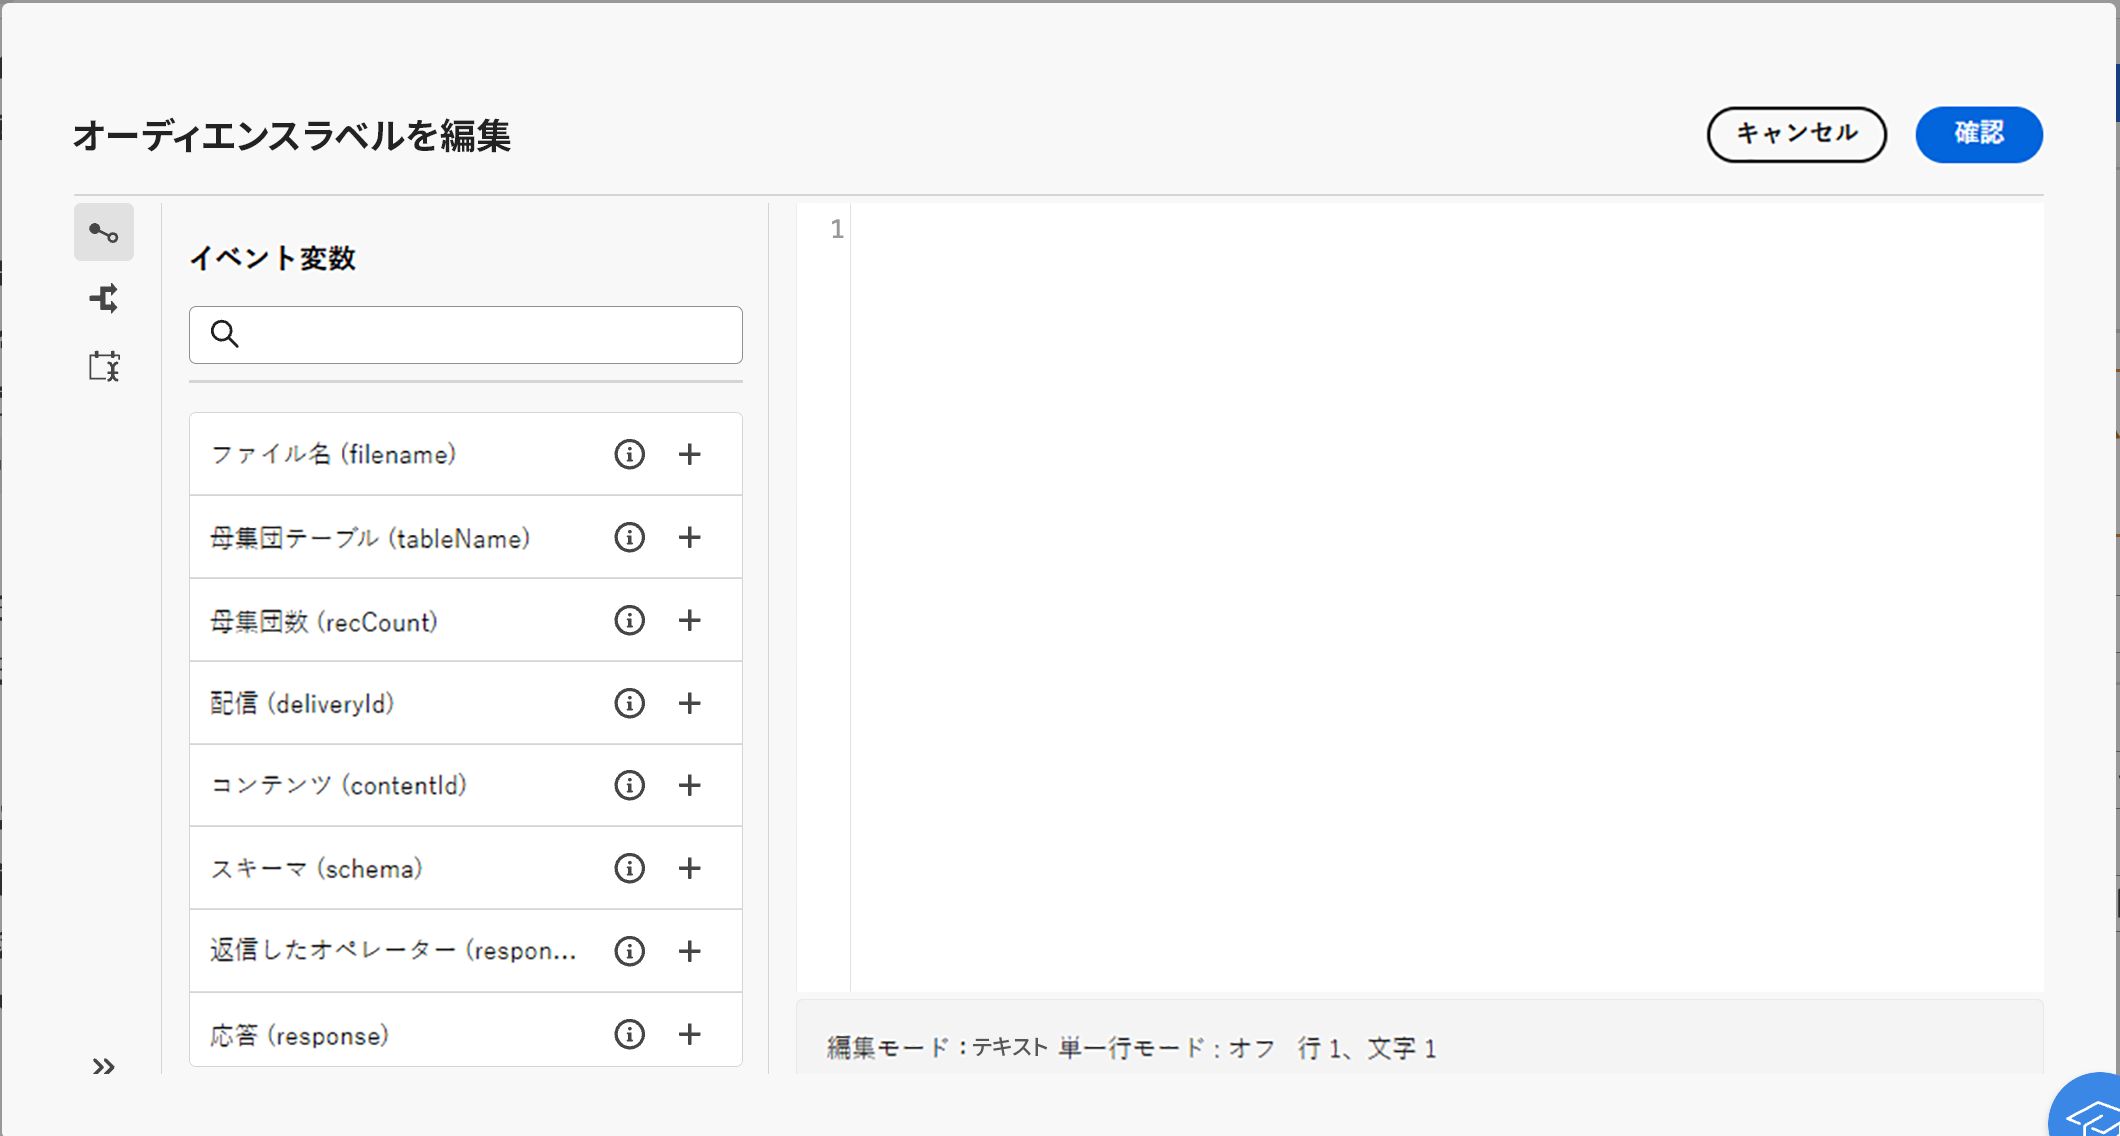 オーディエンスラベルを編集
キャンセル
確認
イベント変数
ファイル名 (filename)
母集団テーブル (tableName)
母集団数 (recCount)
配信 (deliveryId)
コンテンツ (contentId)
スキーマ (schema)
返信したオペレーター (respon...
応答 (response)
1
編集モード：テキスト 単一行モード : オフ 行 1、文字 1